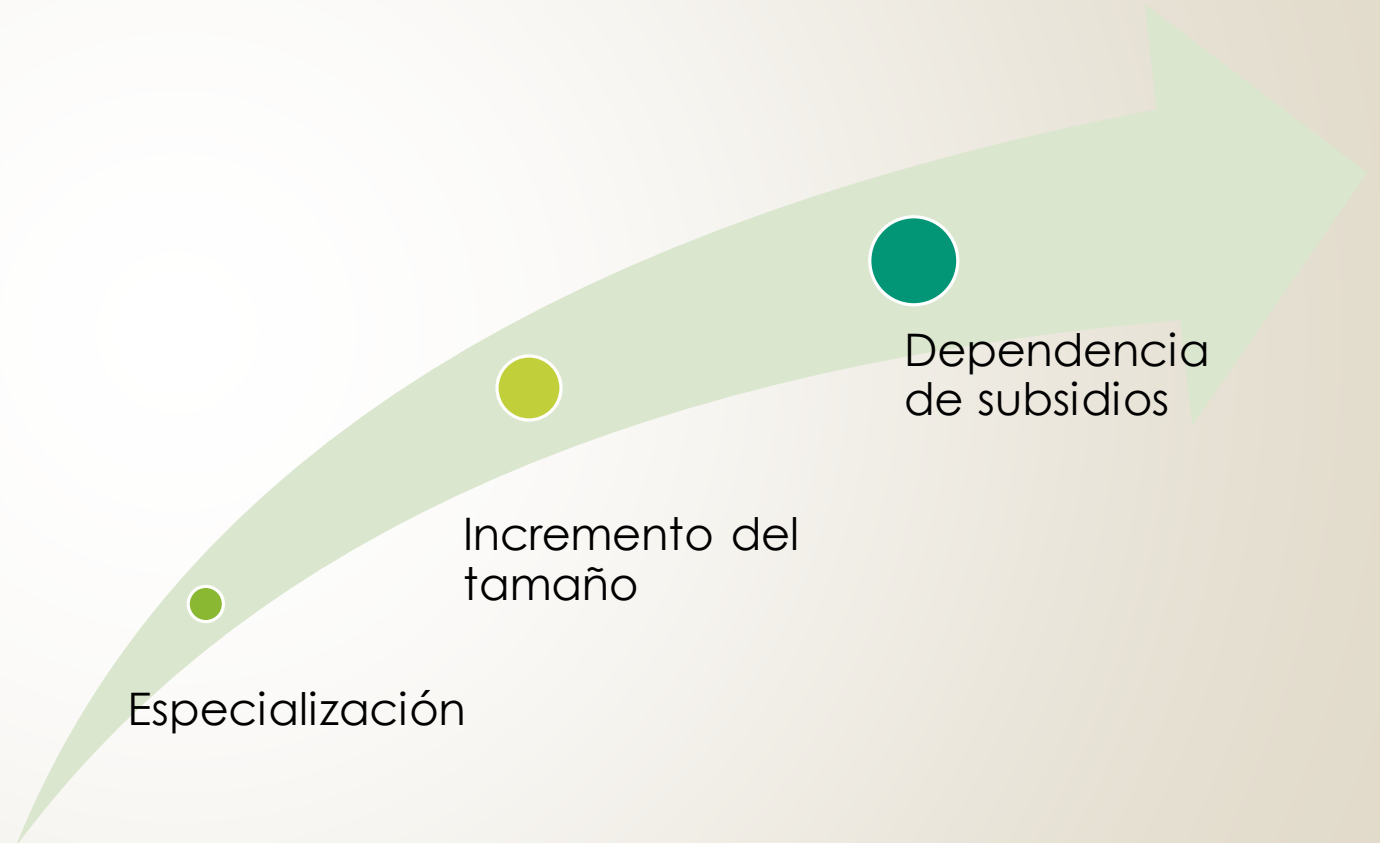 Dependencia
de subsidios
Incremento del
tamaño
Especialización